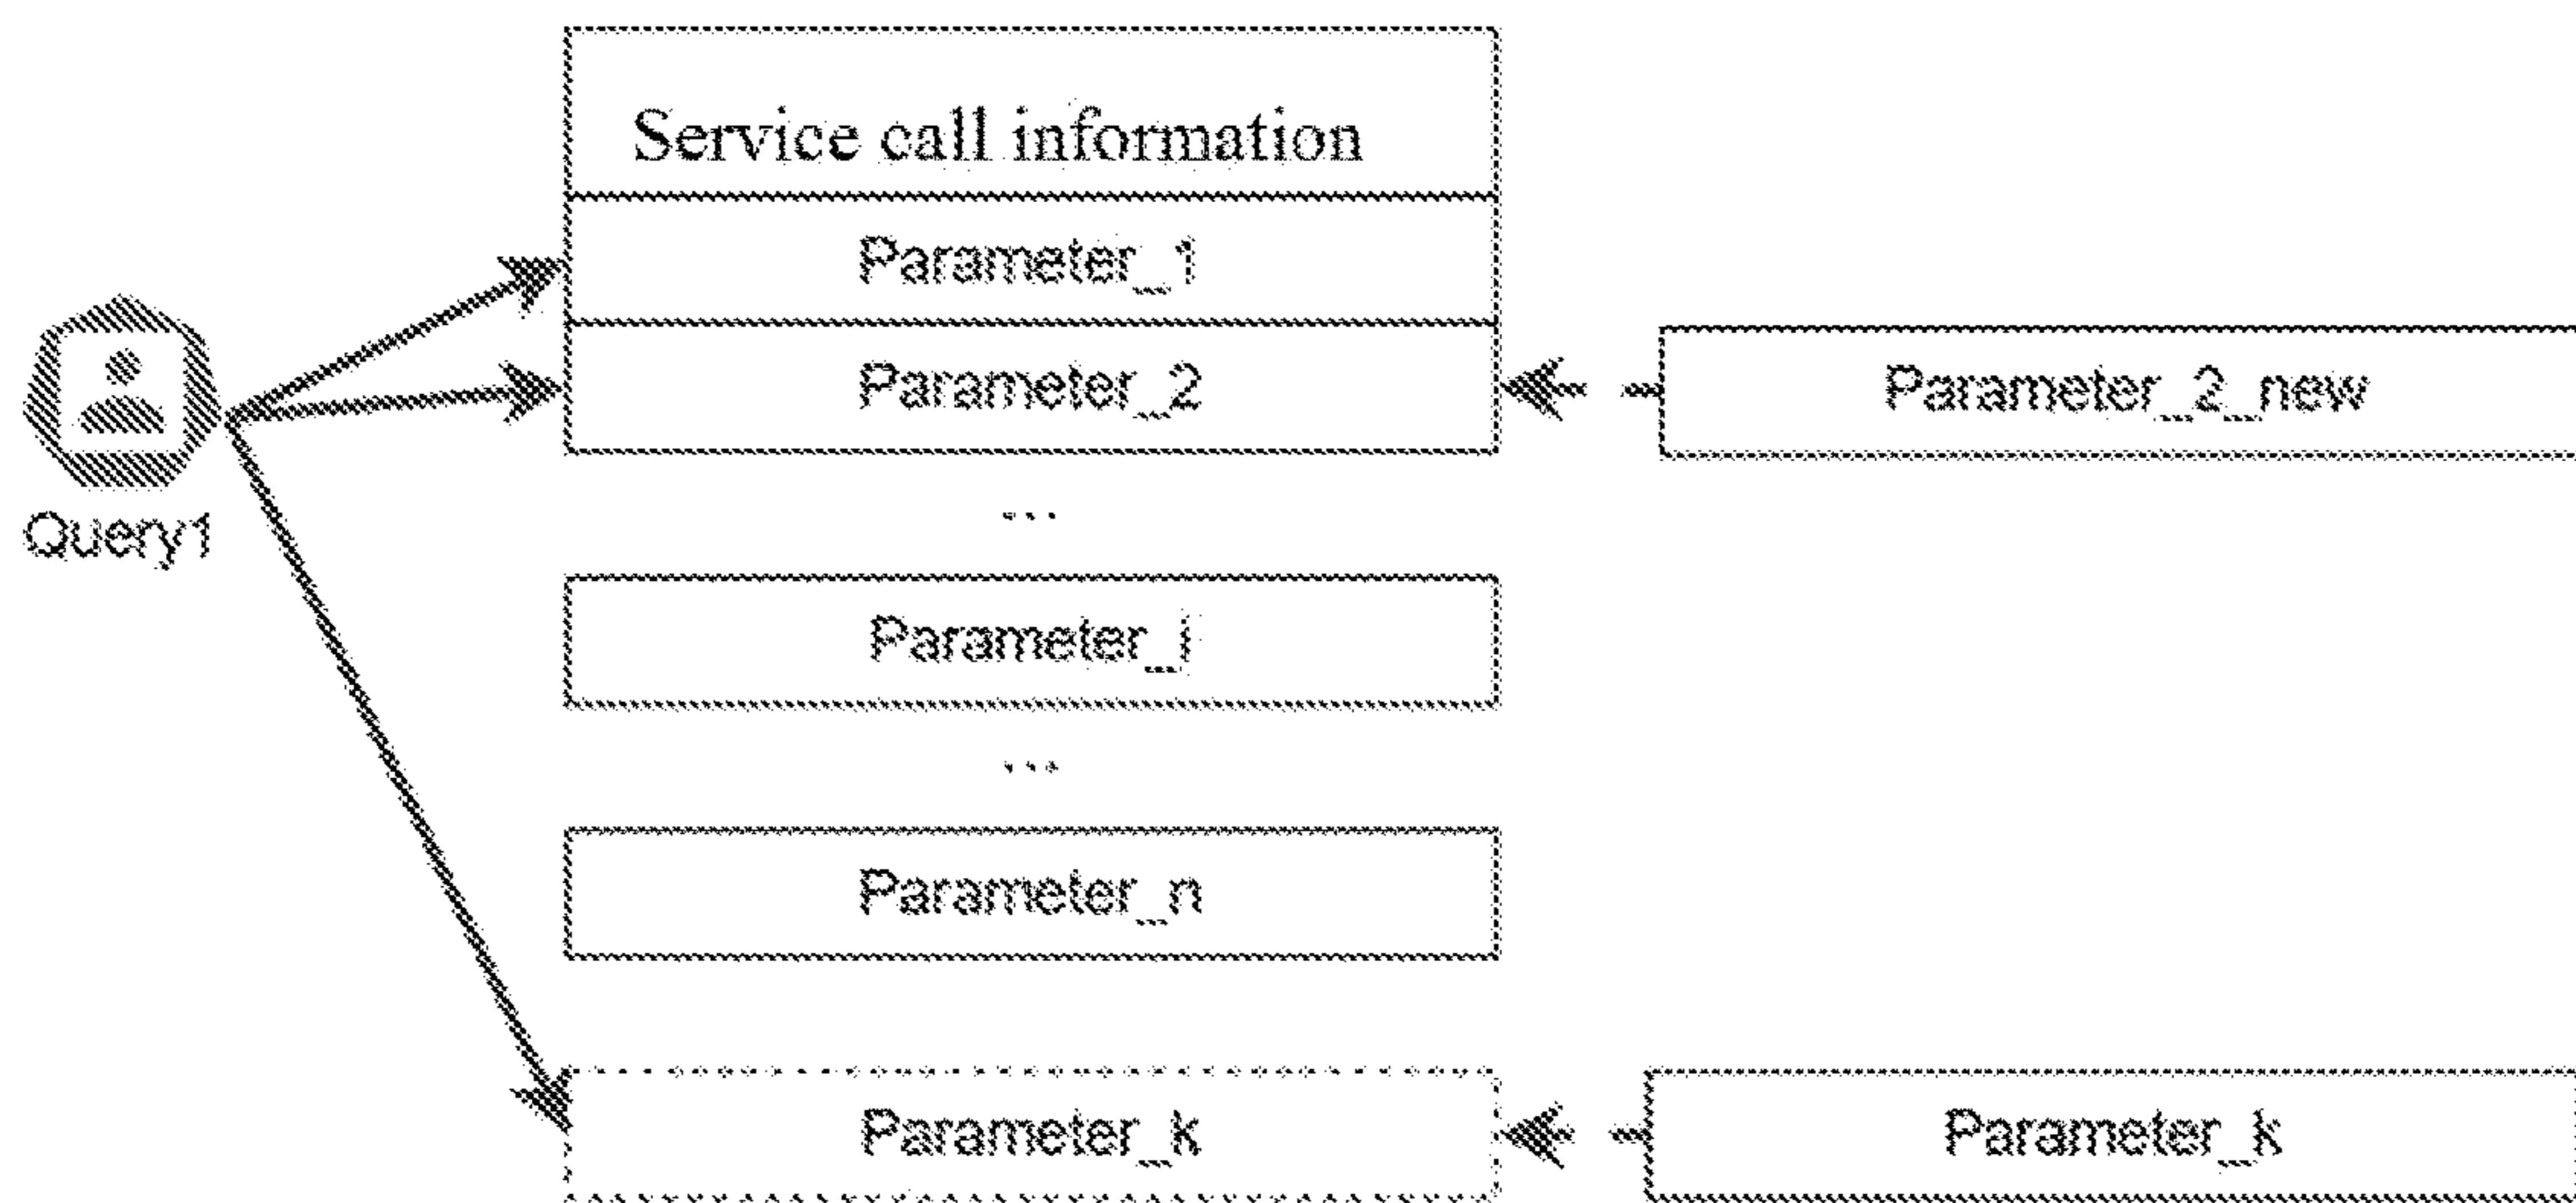 Service call information
Parameter_1
Parameter_2
Parameter_2_new
Query1
...
Parameter_i
...
Parameter_n
Parameter_k
Parameter_k